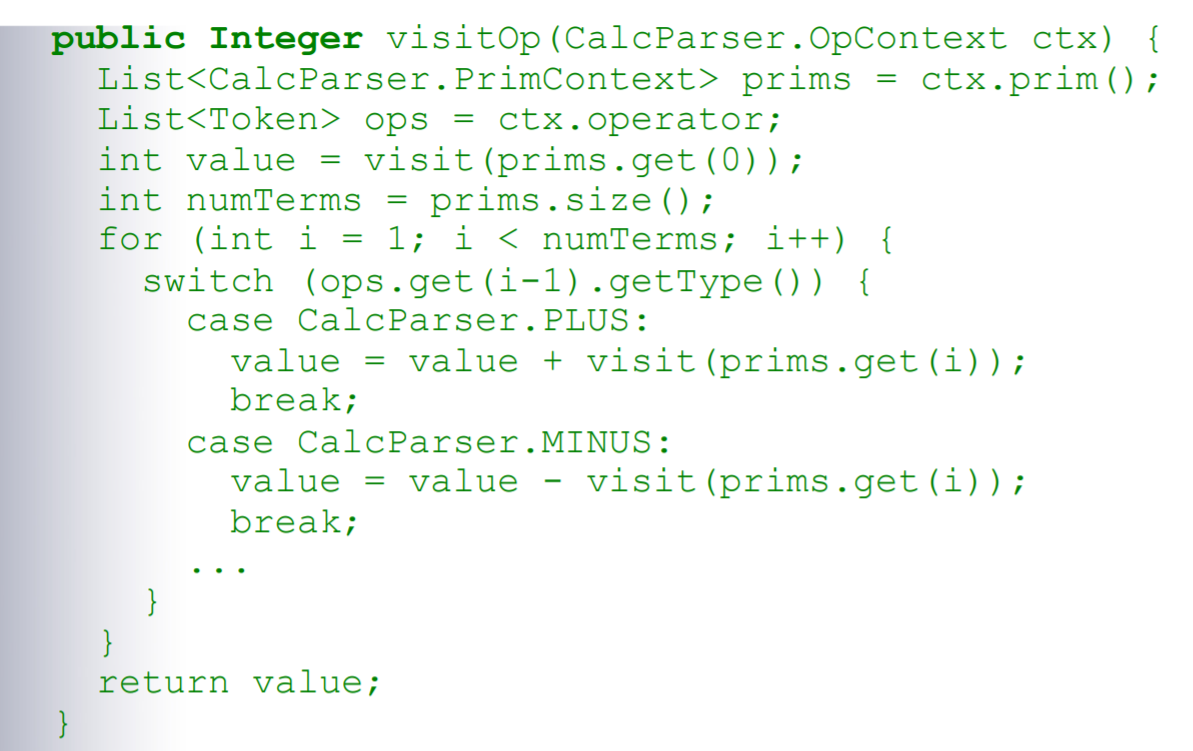 public Integer visitOp(CalcParser.OpContext ctx) {
  List<CalcParser.PrimContext> prims = ctx.prim();
  List<Token> ops = ctx.operator;
  int value = visit(prims.get(0));
  int numTerms = prims.size();
  for (int i = 1; i < numTerms; i++) {
    switch (ops.get(i-1).getType()) {
      case CalcParser.PLUS:
        value = value + visit(prims.get(i));
        break;
      case CalcParser.MINUS:
        value = value - visit(prims.get(i));
        break;
      ...
    }
  }
  return value;
}